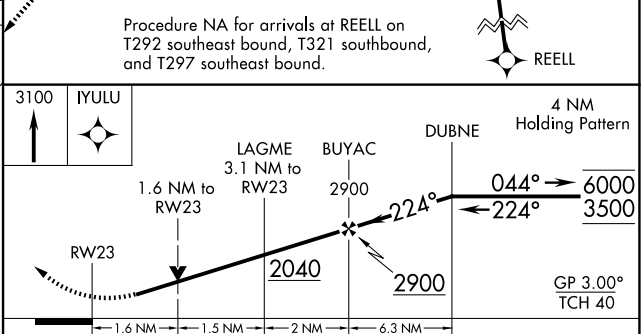 Procedure NA for arrivals at REELL on
T292 southeast bound, T321 southbound,
and T297 southeast bound.
REELL
3100
IYULU
4 NM
Holding Pattern
DUBNE
LAGME
3.1 NM to
RW23
BUYAC
2900
1.6 NM to
RW23
RW23
044°
6000
224°
224°
3500
2040
2900
GP 3.00°
TCH 40
1.6 NM
1.5 NM
2 NM
6.3 NM